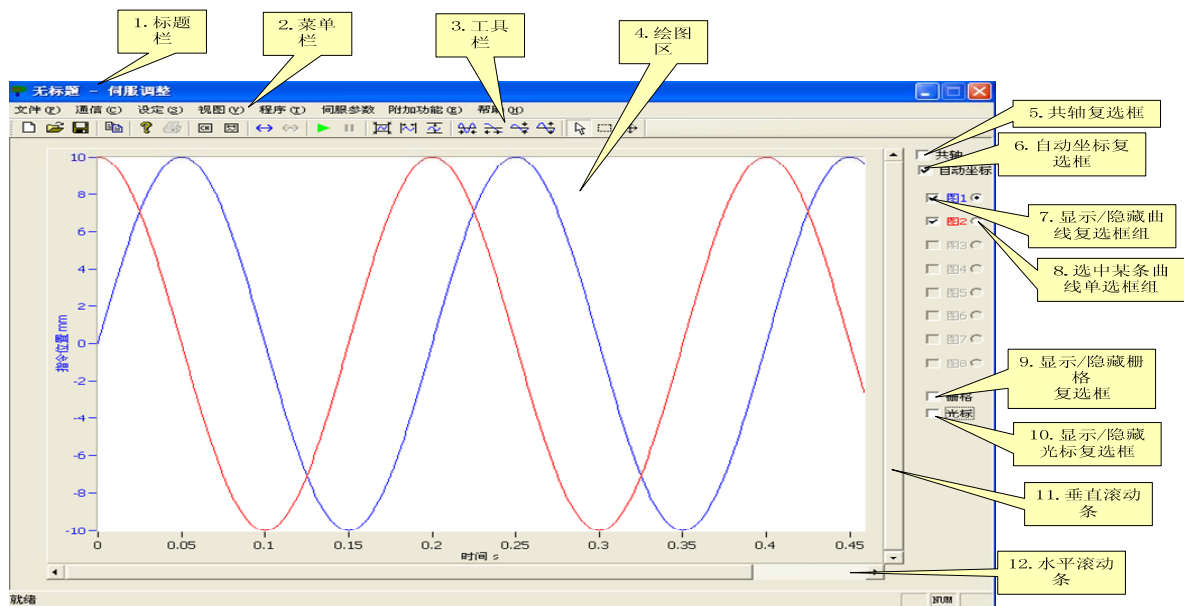 1.标题
栏
2.菜单
栏
3.工具
栏
4.绘图
区
无标题 - 伺服调整
文件(F) 通信(C) 设定(S) 视图(V) 程序(T) 伺服参数 附加功能(E) 帮助(H)
5.共轴复选框
共轴
6.自动坐标复
选框
自动坐标
图1
图2
图3
图4
图5
图6
图7
图8
7.显示/隐藏曲
线复选框组
8.选中某条曲
线单选框组
9.显示/隐藏栅
格
复选框
栅格
光标
10.显示/隐藏
光标复选框
11.垂直滚动
条
12.水平滚动
条
10
8
6
4
2
0
-2
-4
-6
-8
-10
指令位置mm
0 0.05 0.1 0.15 0.2 0.25 0.3 0.35 0.4 0.45
时间 s
就绪
NUM